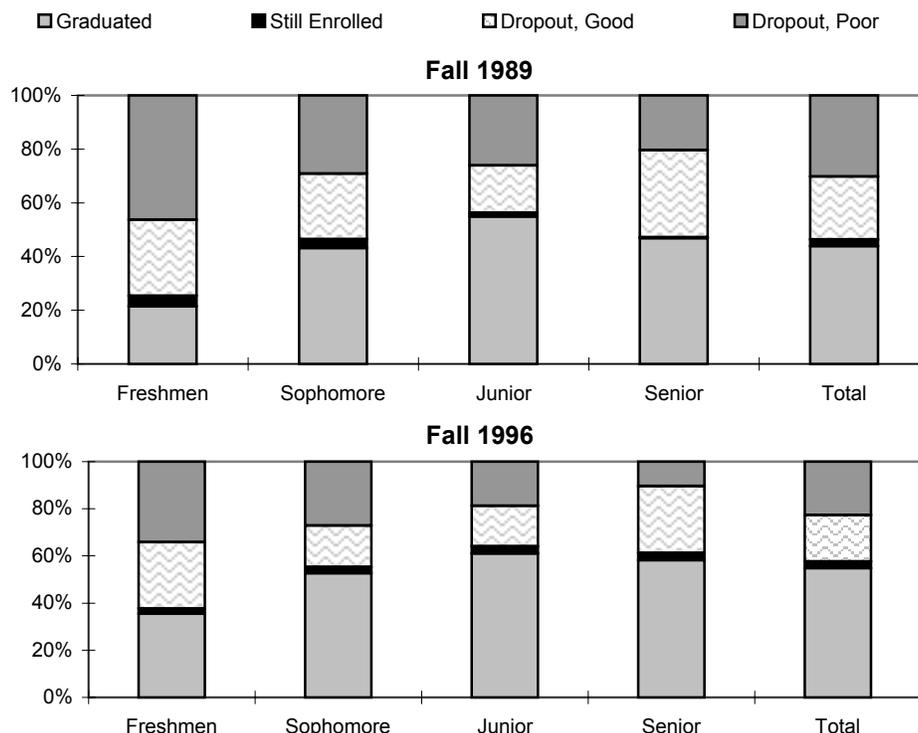 Graduated Still Enrolled Dropout, Good Dropout, Poor
Fall 1989
100%
80%
60%
40%
20%
0%
Freshmen Sophomore Junior Senior Total
Fall 1996
100%
80%
60%
40%
20%
0%
Freshmen Sophomore Junior Senior Total